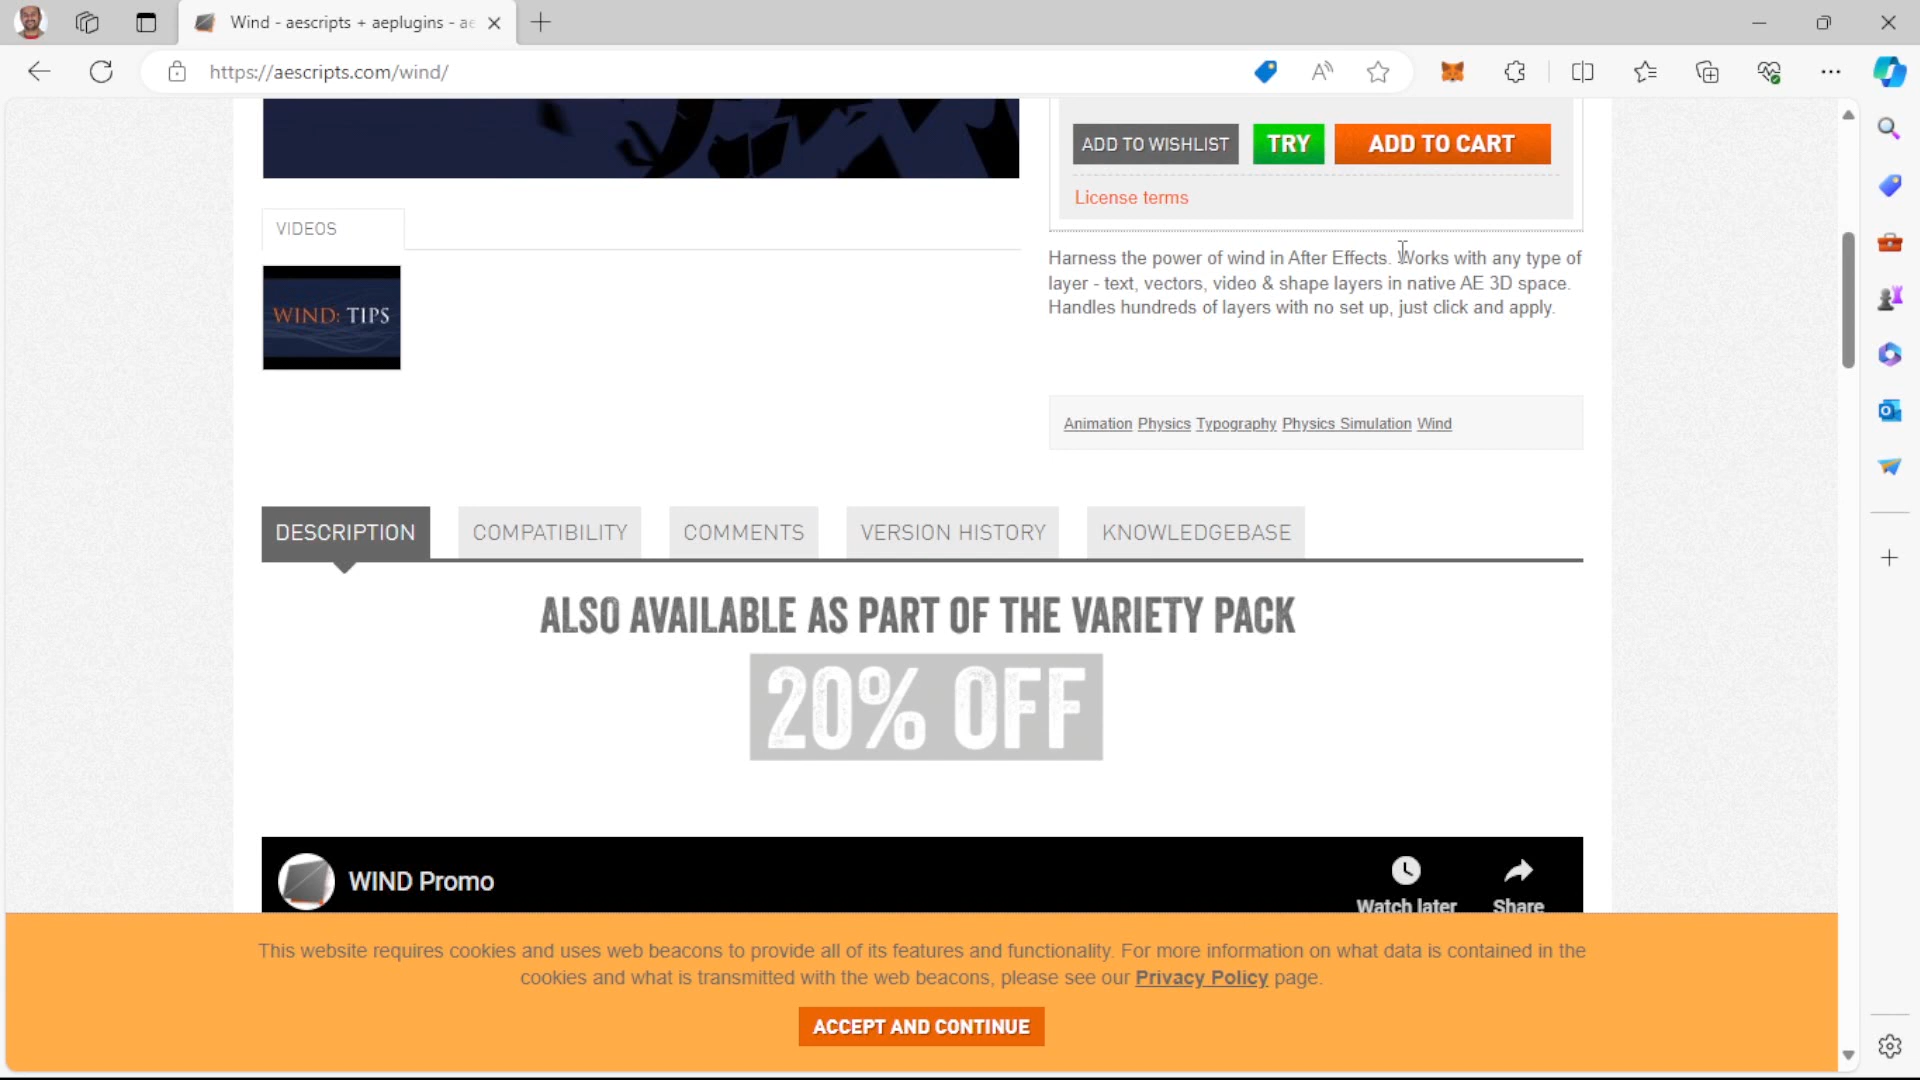 Wind - aescripts + aeplugins - ae
https://aescripts.com/wind/
ADD TO WISHLIST
TRY
ADD TO CART
License terms
VIDEOS
Harness the power of wind in After Effects. Works with any type of
layer - text, vectors, video & shape layers in native AE 3D space.
Handles hundreds of layers with no set up, just click and apply.
WIND: TIPS
Animation Physics Typography Physics Simulation Wind
DESCRIPTION
COMPATIBILITY
COMMENTS
VERSION HISTORY
KNOWLEDGEBASE
ALSO AVAILABLE AS PART OF THE VARIETY PACK
20% OFF
WIND Promo
Watch later
Share
This website requires cookies and uses web beacons to provide all of its features and functionality. For more information on what data is contained in the
cookies and what is transmitted with the web beacons, please see our Privacy Policy page.
ACCEPT AND CONTINUE